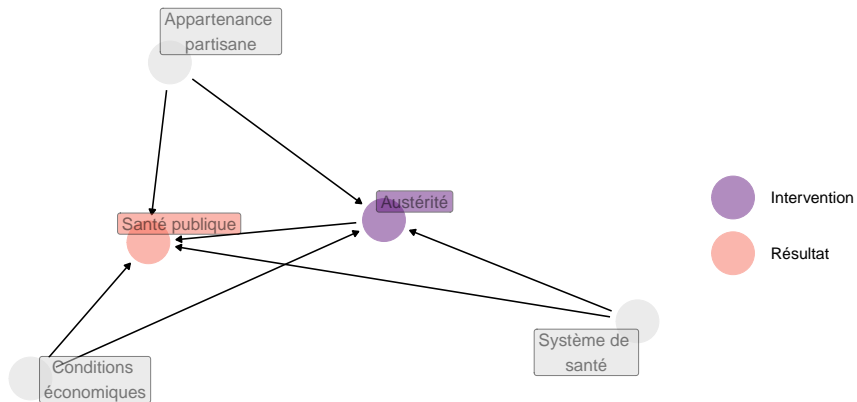 Appartenance
partisane
Austérité
Santé publique
Intervention
Résultat
Système de
santé
Conditions
économiques